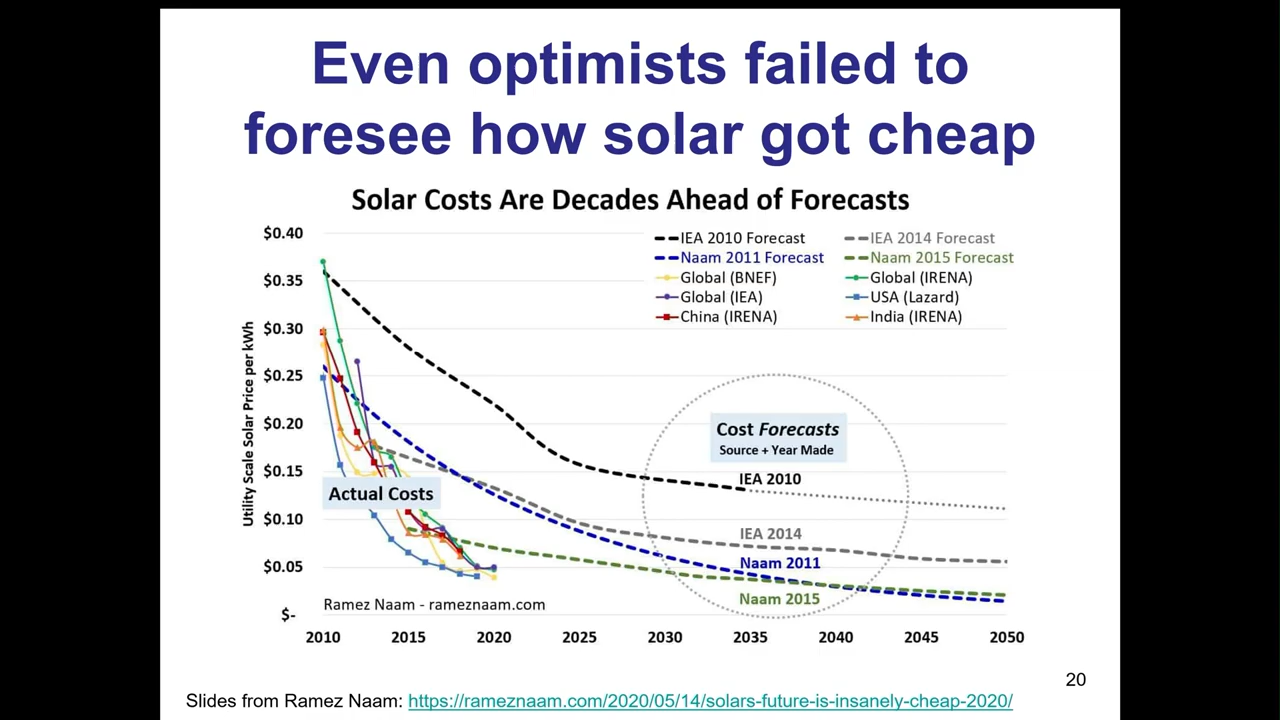 Even optimists failed to
foresee how solar got cheap
Solar Costs Are Decades Ahead of Forecasts
$0.40
$0.35
$0.30
$0.25
$0.20
$0.15
$0.10
$0.05
$-
Utility Scale Solar Price per kWh
IEA 2010 Forecast
IEA 2014 Forecast
Naam 2011 Forecast
Naam 2015 Forecast
Global (BNEF)
Global (IRENA)
Global (IEA)
USA (Lazard)
China (IRENA)
India (IRENA)
Cost Forecasts
Source + Year Made
IEA 2010
Actual Costs
IEA 2014
Naam 2011
Naam 2015
Ramez Naam - rameznaam.com
2010 2015 2020 2025 2030 2035 2040 2045 2050
20
Slides from Ramez Naam: https://rameznaam.com/2020/05/14/solars-future-is-insanely-cheap-2020/